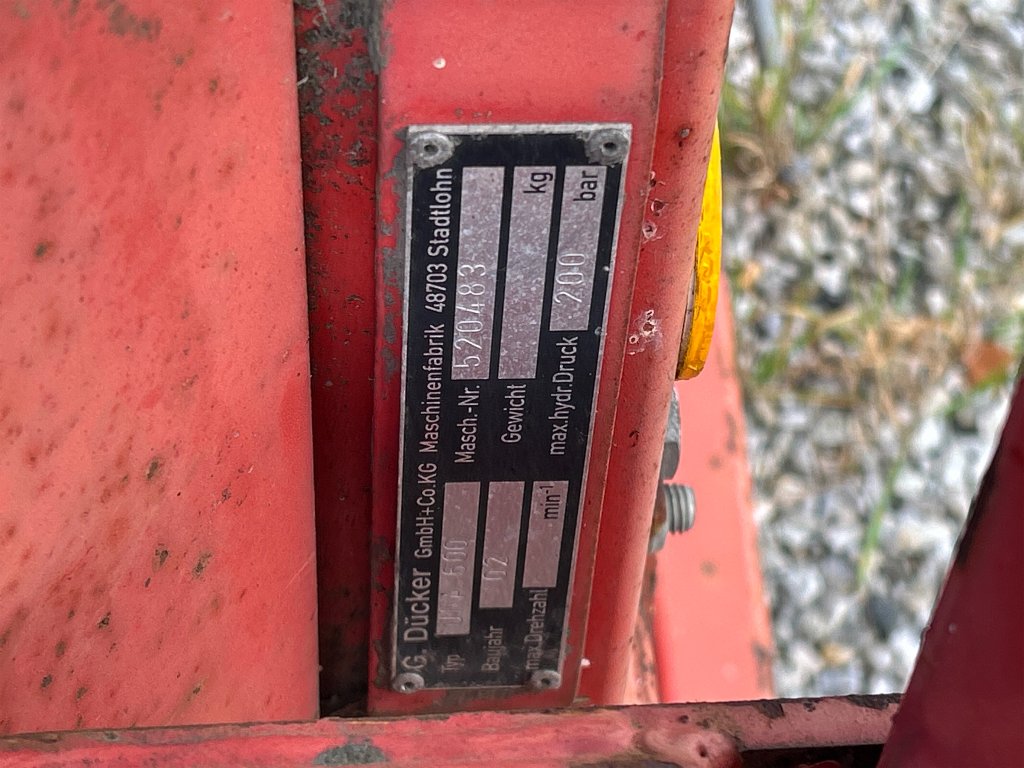 G. Dücker GmbH+Co.KG Maschinenfabrik 48703 Stadtlohn
Typ 600 Masch.-Nr. 520483
Baujahr 02 Gewicht kg
max.Drehzahl min⁻¹ max.hydr.Druck 200 bar